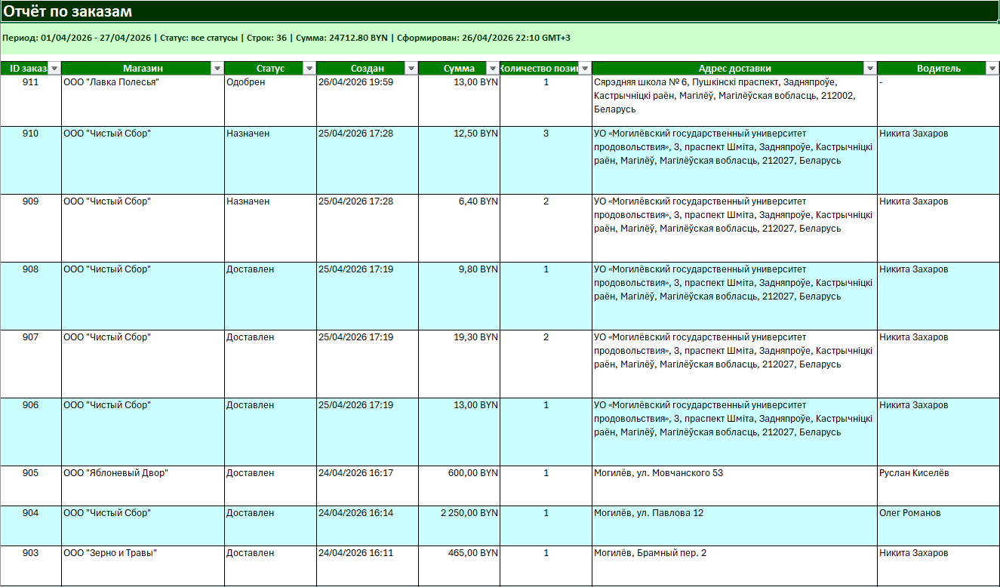 Отчёт по заказам
Период: 01/04/2026 - 27/04/2026 | Статус: все статусы | Строк: 36 | Сумма: 24712.80 BYN | Сформирован: 26/04/2026 22:10 GMT+3
ID заказ Магазин Статус Создан Сумма Количество пози Адрес доставки Водитель
911 ООО "Лавка Полесья" Одобрен 26/04/2026 19:59 13,00 BYN 1 Сярэдняя школа № 6, Пушкінскі праспект, Задняпроўе, -
Кастрычніцкі раён, Магілёў, Магілёўская вобласць, 212002,
Беларусь
910 ООО "Чистый Сбор" Назначен 25/04/2026 17:28 12,50 BYN 3 УО «Могилёвский государственный университет Никита Захаров
продовольствия», 3, праспект Шміта, Задняпроўе, Кастрычніцкі
раён, Магілёў, Магілёўская вобласць, 212027, Беларусь
909 ООО "Чистый Сбор" Назначен 25/04/2026 17:28 6,40 BYN 2 УО «Могилёвский государственный университет Никита Захаров
продовольствия», 3, праспект Шміта, Задняпроўе, Кастрычніцкі
раён, Магілёў, Магілёўская вобласць, 212027, Беларусь
908 ООО "Чистый Сбор" Доставлен 25/04/2026 17:19 9,80 BYN 1 УО «Могилёвский государственный университет Никита Захаров
продовольствия», 3, праспект Шміта, Задняпроўе, Кастрычніцкі
раён, Магілёў, Магілёўская вобласць, 212027, Беларусь
907 ООО "Чистый Сбор" Доставлен 25/04/2026 17:19 19,30 BYN 2 УО «Могилёвский государственный университет Никита Захаров
продовольствия», 3, праспект Шміта, Задняпроўе, Кастрычніцкі
раён, Магілёў, Магілёўская вобласць, 212027, Беларусь
906 ООО "Чистый Сбор" Доставлен 25/04/2026 17:19 13,00 BYN 1 УО «Могилёвский государственный университет Никита Захаров
продовольствия», 3, праспект Шміта, Задняпроўе, Кастрычніцкі
раён, Магілёў, Магілёўская вобласць, 212027, Беларусь
905 ООО "Яблоневый Двор" Доставлен 24/04/2026 16:17 600,00 BYN 1 Могилёв, ул. Мовчанского 53 Руслан Киселёв
904 ООО "Чистый Сбор" Доставлен 24/04/2026 16:14 2 250,00 BYN 1 Могилёв, ул. Павлова 12 Олег Романов
903 ООО "Зерно и Травы" Доставлен 24/04/2026 16:11 465,00 BYN 1 Могилёв, Брамный пер. 2 Никита Захаров